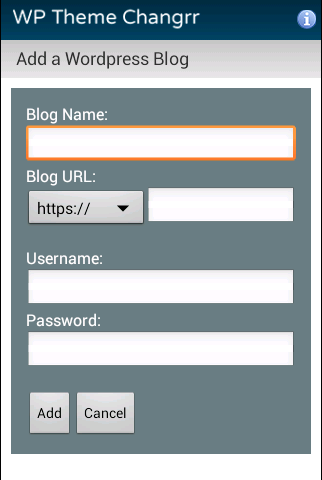 WP Theme Changrr
Add a Wordpress Blog
Blog Name:
Blog URL:
https://
Username:
Password:
Add Cancel